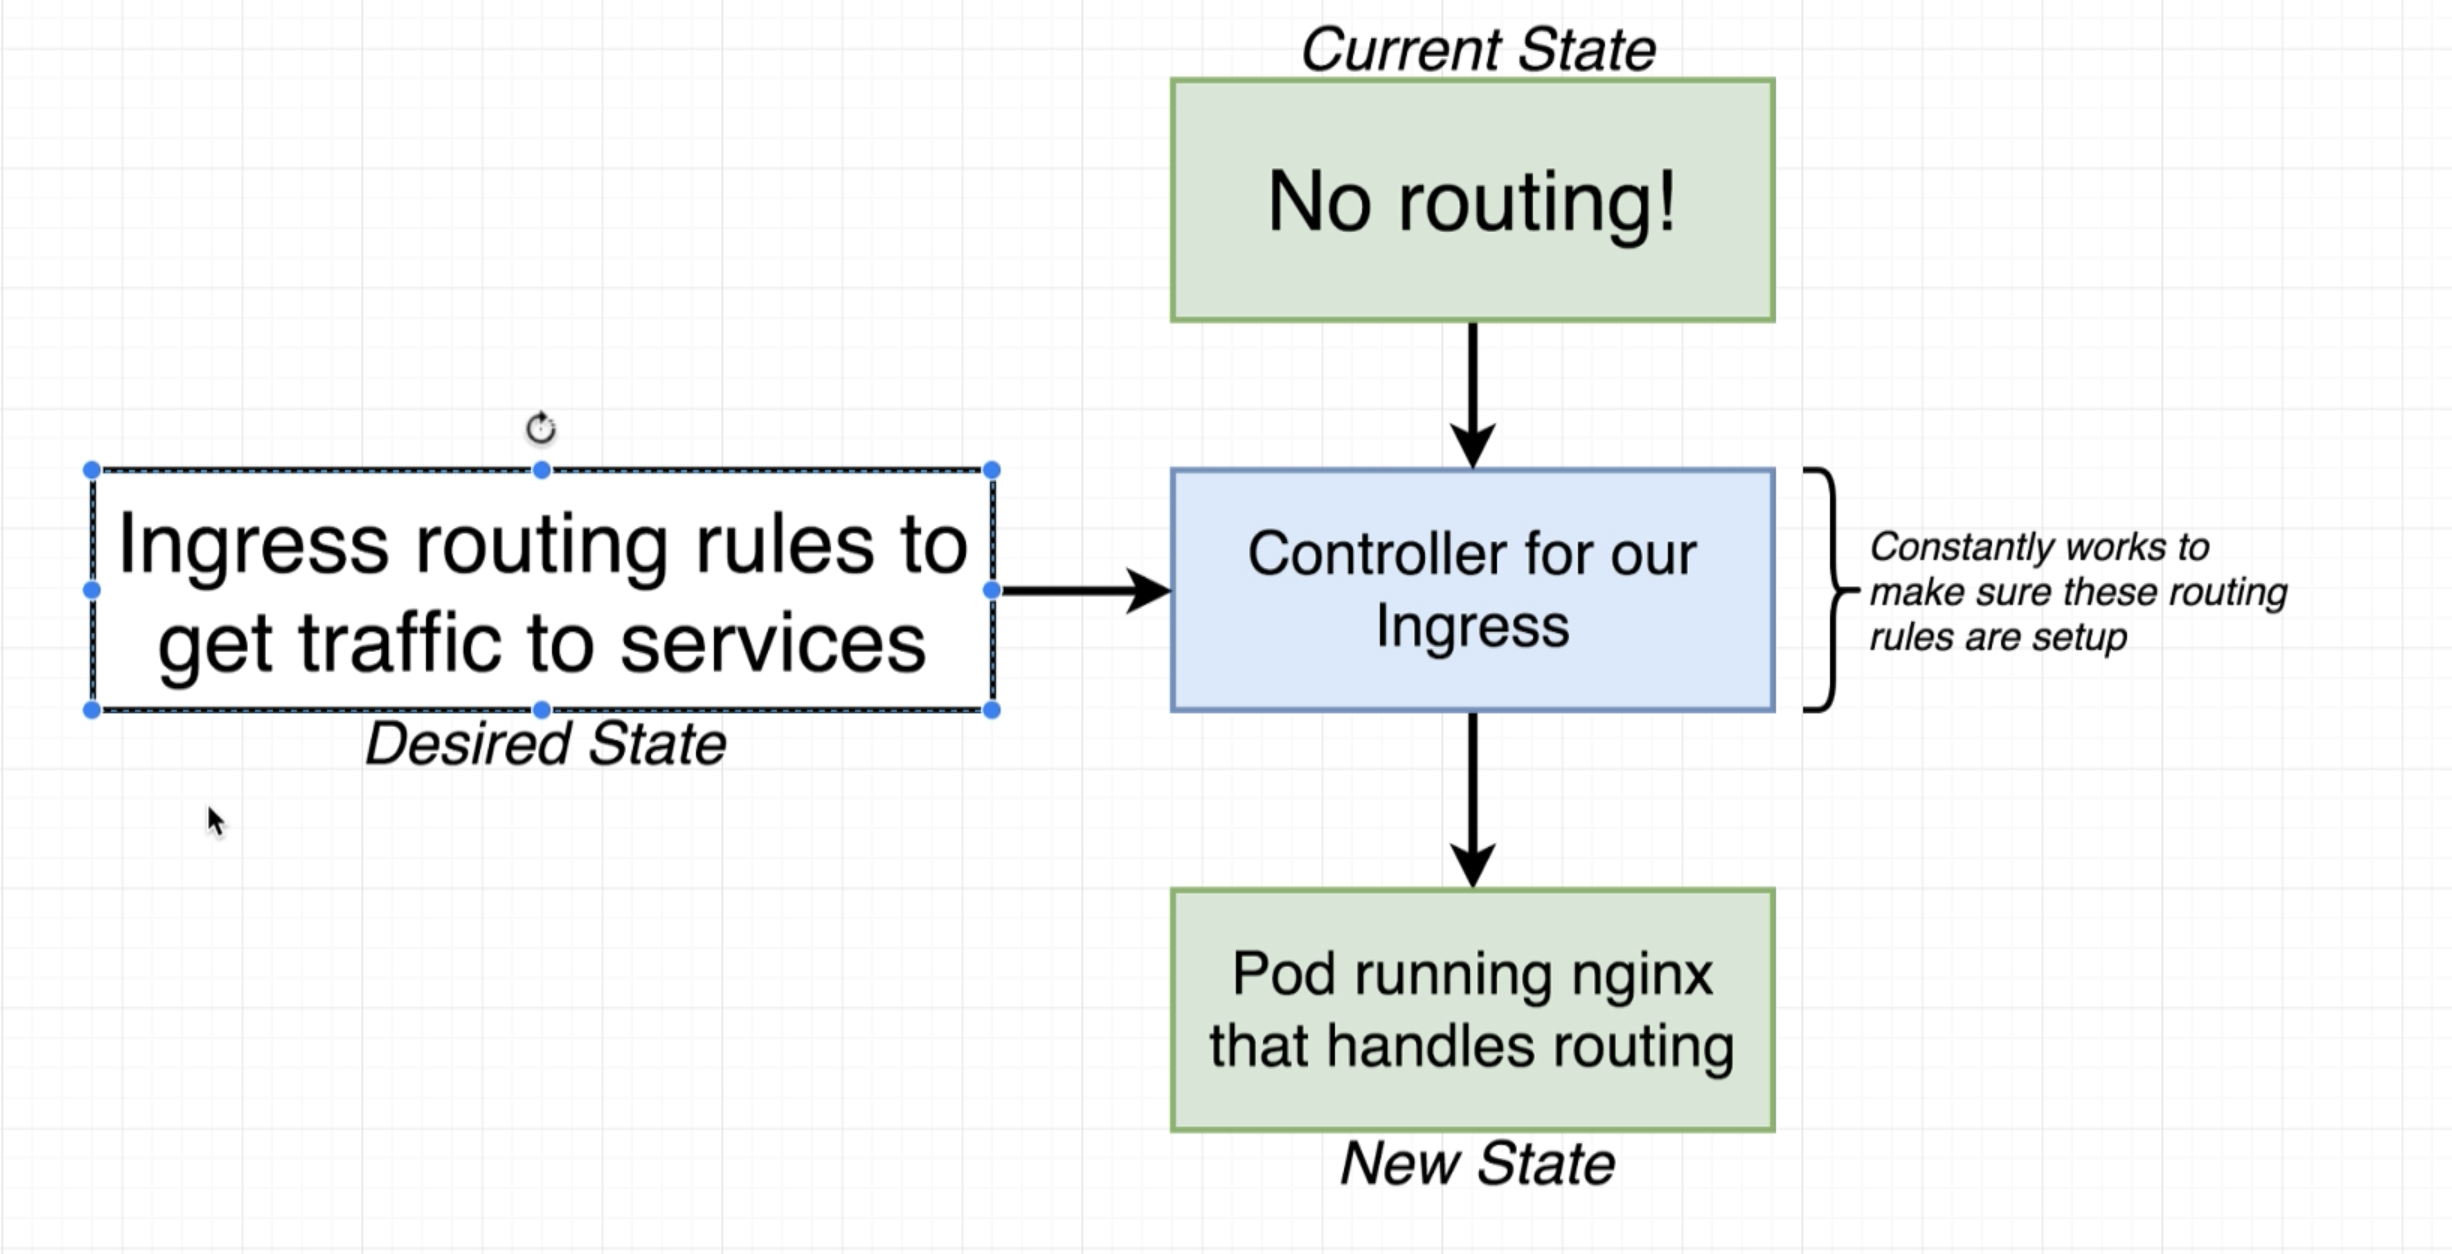 Current State
No routing!
Ingress routing rules to
get traffic to services
Desired State
Controller for our
Ingress
Constantly works to
make sure these routing
rules are setup
Pod running nginx
that handles routing
New State